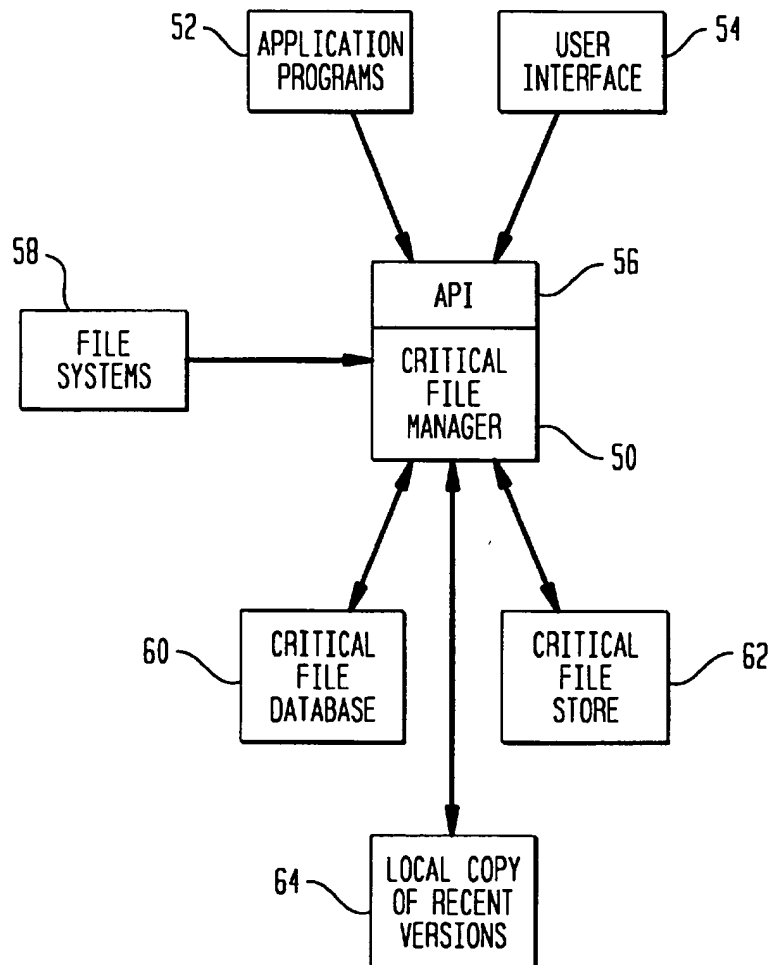 52
APPLICATION
PROGRAMS
USER
INTERFACE
54
58
FILE
SYSTEMS
API
56
CRITICAL
FILE
MANAGER
50
60
CRITICAL
FILE
DATABASE
CRITICAL
FILE
STORE
62
64
LOCAL COPY
OF RECENT
VERSIONS